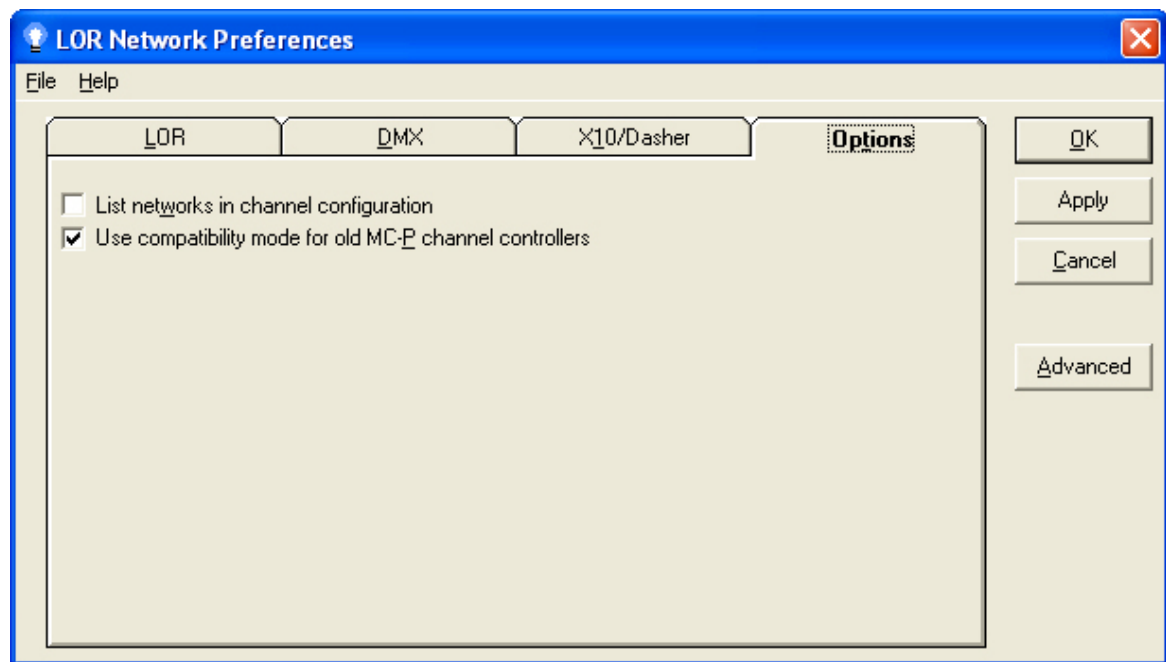 LOR Network Preferences
File Help
LOR DMX X10/Dasher Options
List networks in channel configuration
Use compatibility mode for old MC-P channel controllers
OK
Apply
Cancel
Advanced